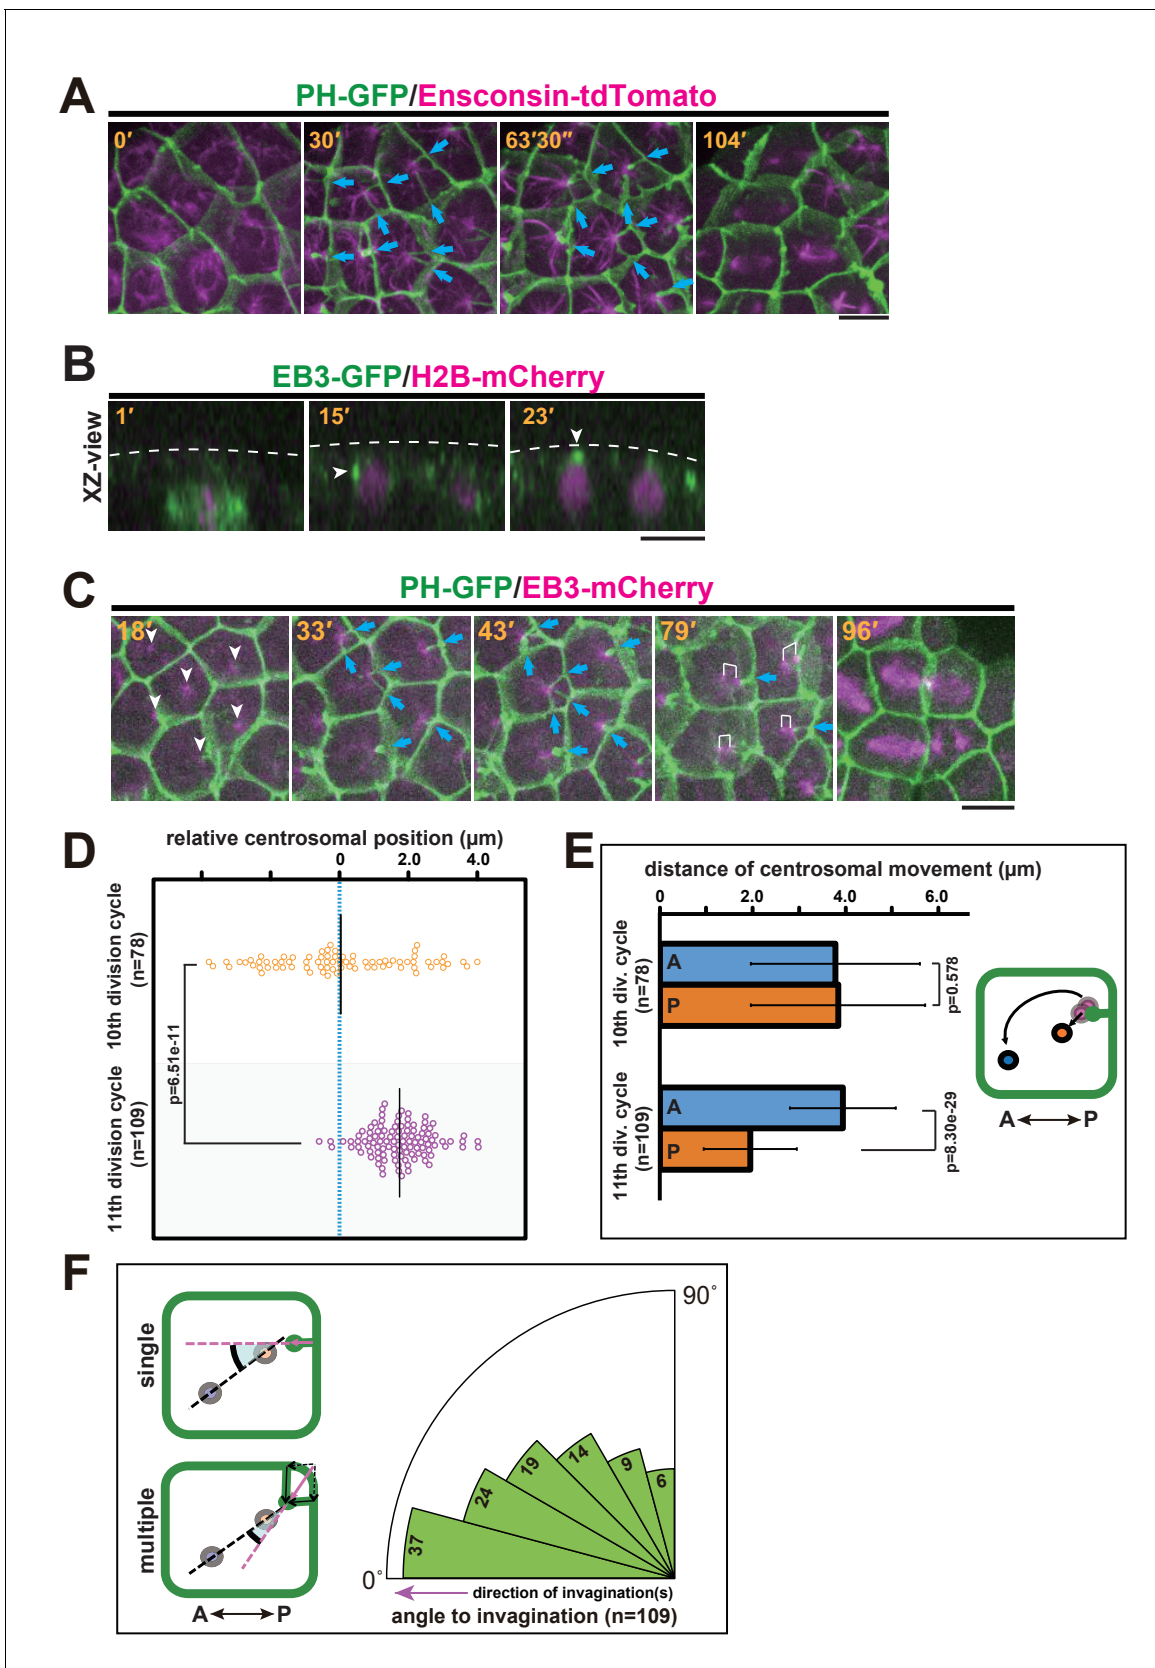 A
PH-GFP/Ensconsin-tdTomato
0′ 30′ 63′30″ 104′
B
EB3-GFP/H2B-mCherry
XZ-view
1′ 15′ 23′
C
PH-GFP/EB3-mCherry
18′ 33′ 43′ 79′ 96′
D
relative centrosomal position (µm)
0 2.0 4.0
10th division cycle
(n=78)
p=6.51e-11
11th division cycle
(n=109)
E
distance of centrosomal movement (µm)
0 2.0 4.0 6.0
10th div. cycle
(n=78)
A
P
p=0.578
11th div. cycle
(n=109)
A
P
p=8.30e-29
A P
F
single
multiple
A P
90°
37 24 19 14 9 6
0°
direction of invagination(s)
angle to invagination (n=109)